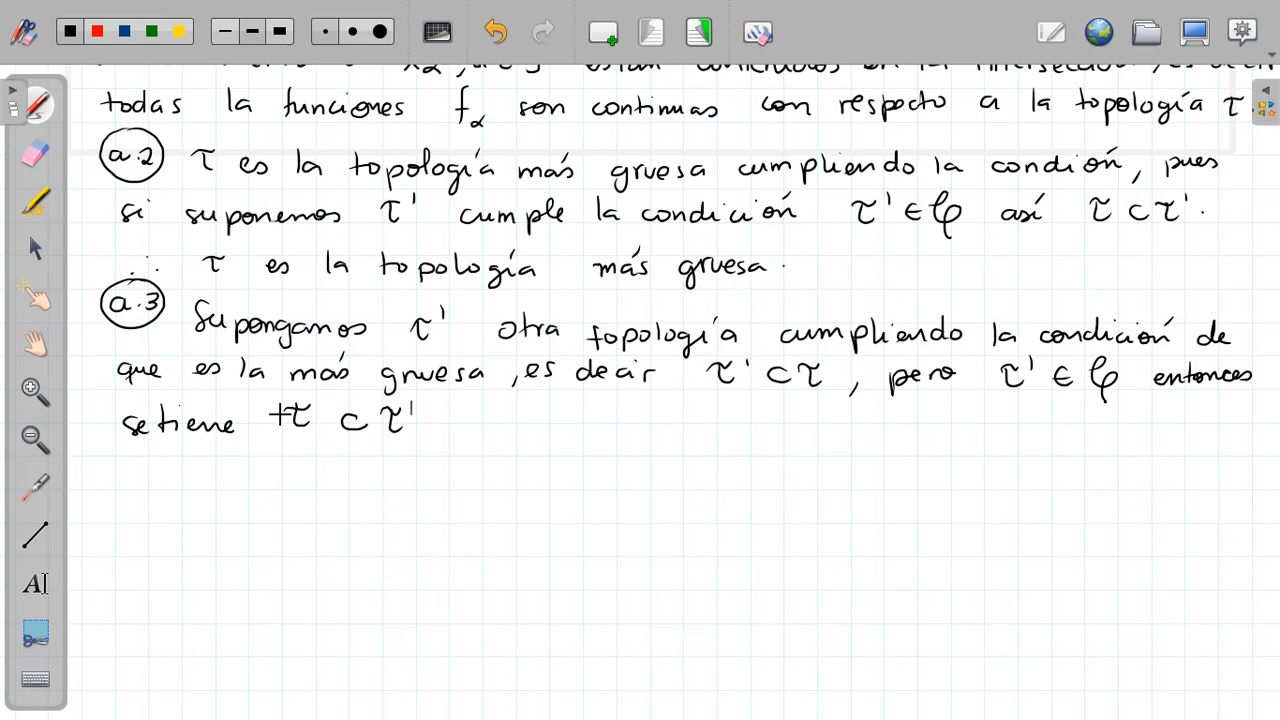 todas la funciones fα son continuas con respecto a la topología τ.
a.2 τ es la topología más gruesa cumpliendo la condión, pues
si suponemos τ' cumple la condición τ' ∈ φ así τ ⊂ τ'.
∴ τ es la topología más gruesa.
a.3 Supongamos τ' otra topología cumpliendo la condición de
que es la más gruesa, es decir τ' ⊂ τ, pero τ' ∈ φ entonces
se tiene +τ ⊂ τ'